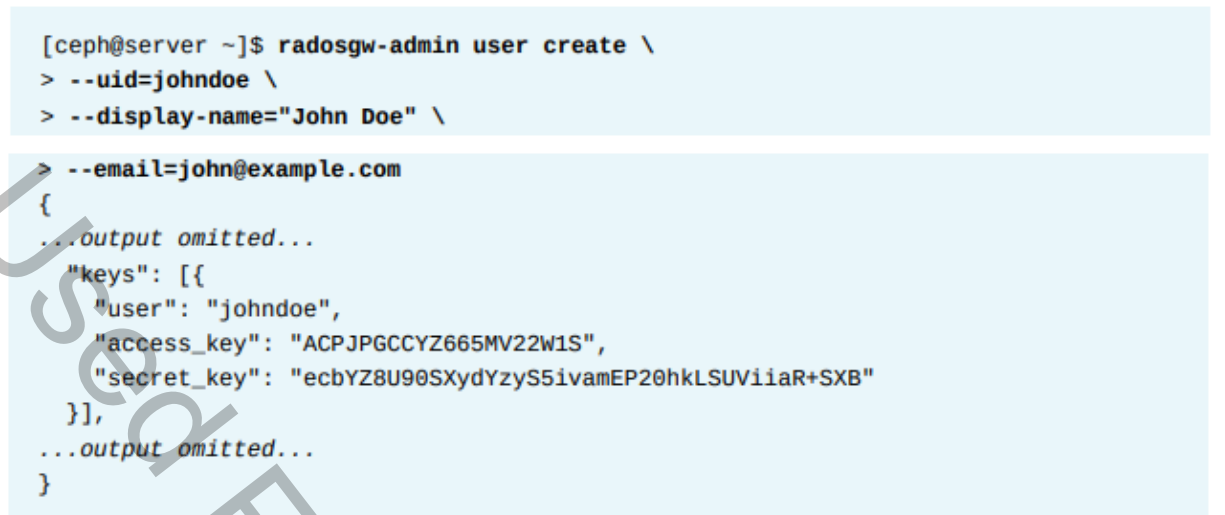 [ceph@server ~]$ radosgw-admin user create \
> --uid=johndoe \
> --display-name="John Doe" \
> --email=john@example.com
{
...output omitted...
  "keys": [{
    "user": "johndoe",
    "access_key": "ACPJPGCCYZ665MV22W1S",
    "secret_key": "ecbYZ8U90SXydYzyS5ivamEP20hkLSUViiaR+SXB"
  }],
...output omitted...
}
Used